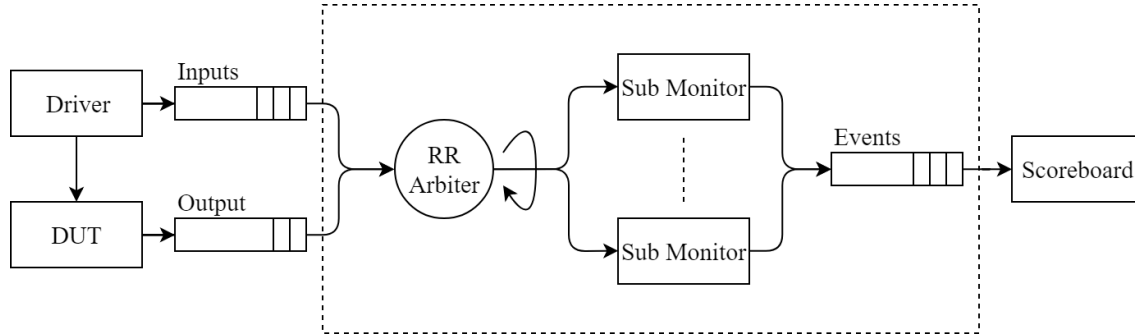 Driver
Inputs
DUT
Output
RR
Arbiter
Sub Monitor
Sub Monitor
Events
Scoreboard